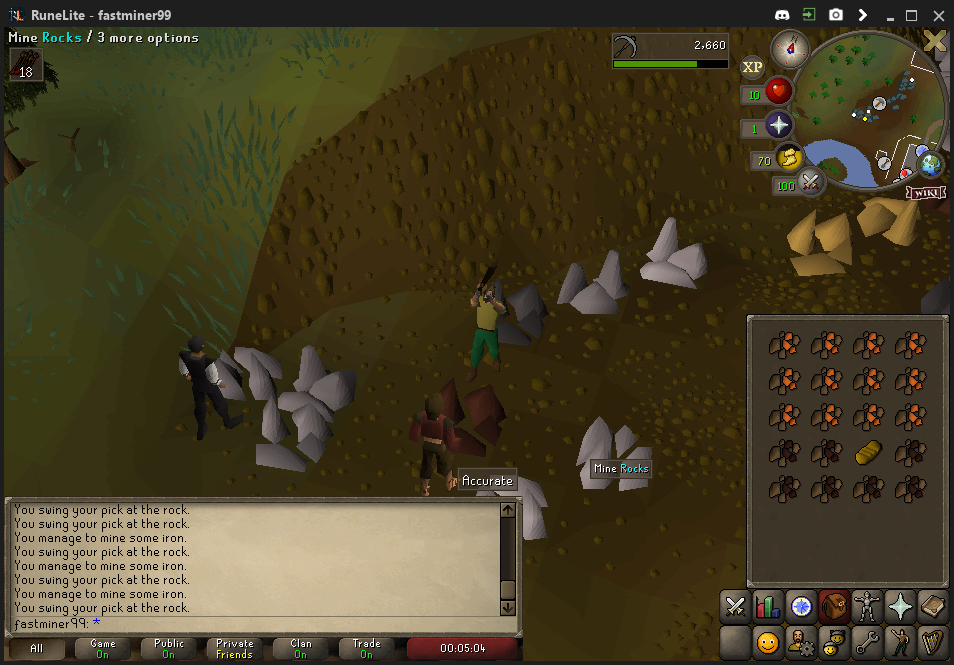 RuneLite - fastminer99
Mine Rocks / 3 more options
18
2,660
XP
10
1
70
100
WIKI
Mine Rocks
Accurate
You swing your pick at the rock.
You swing your pick at the rock.
You manage to mine some iron.
You swing your pick at the rock.
You manage to mine some iron.
You swing your pick at the rock.
You manage to mine some iron.
You swing your pick at the rock.
fastminer99: *
All
Game
On
Public
On
Private
Friends
Clan
On
Trade
On
00:05:04